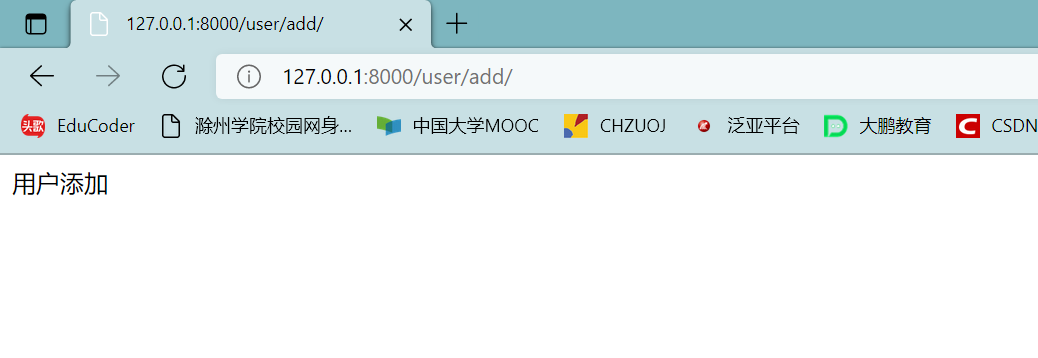 127.0.0.1:8000/user/add/
127.0.0.1:8000/user/add/
头歌 EduCoder 滁州学院校园网身... 中国大学MOOC CHZUOJ 泛亚平台 大鹏教育 CSDN
用户添加